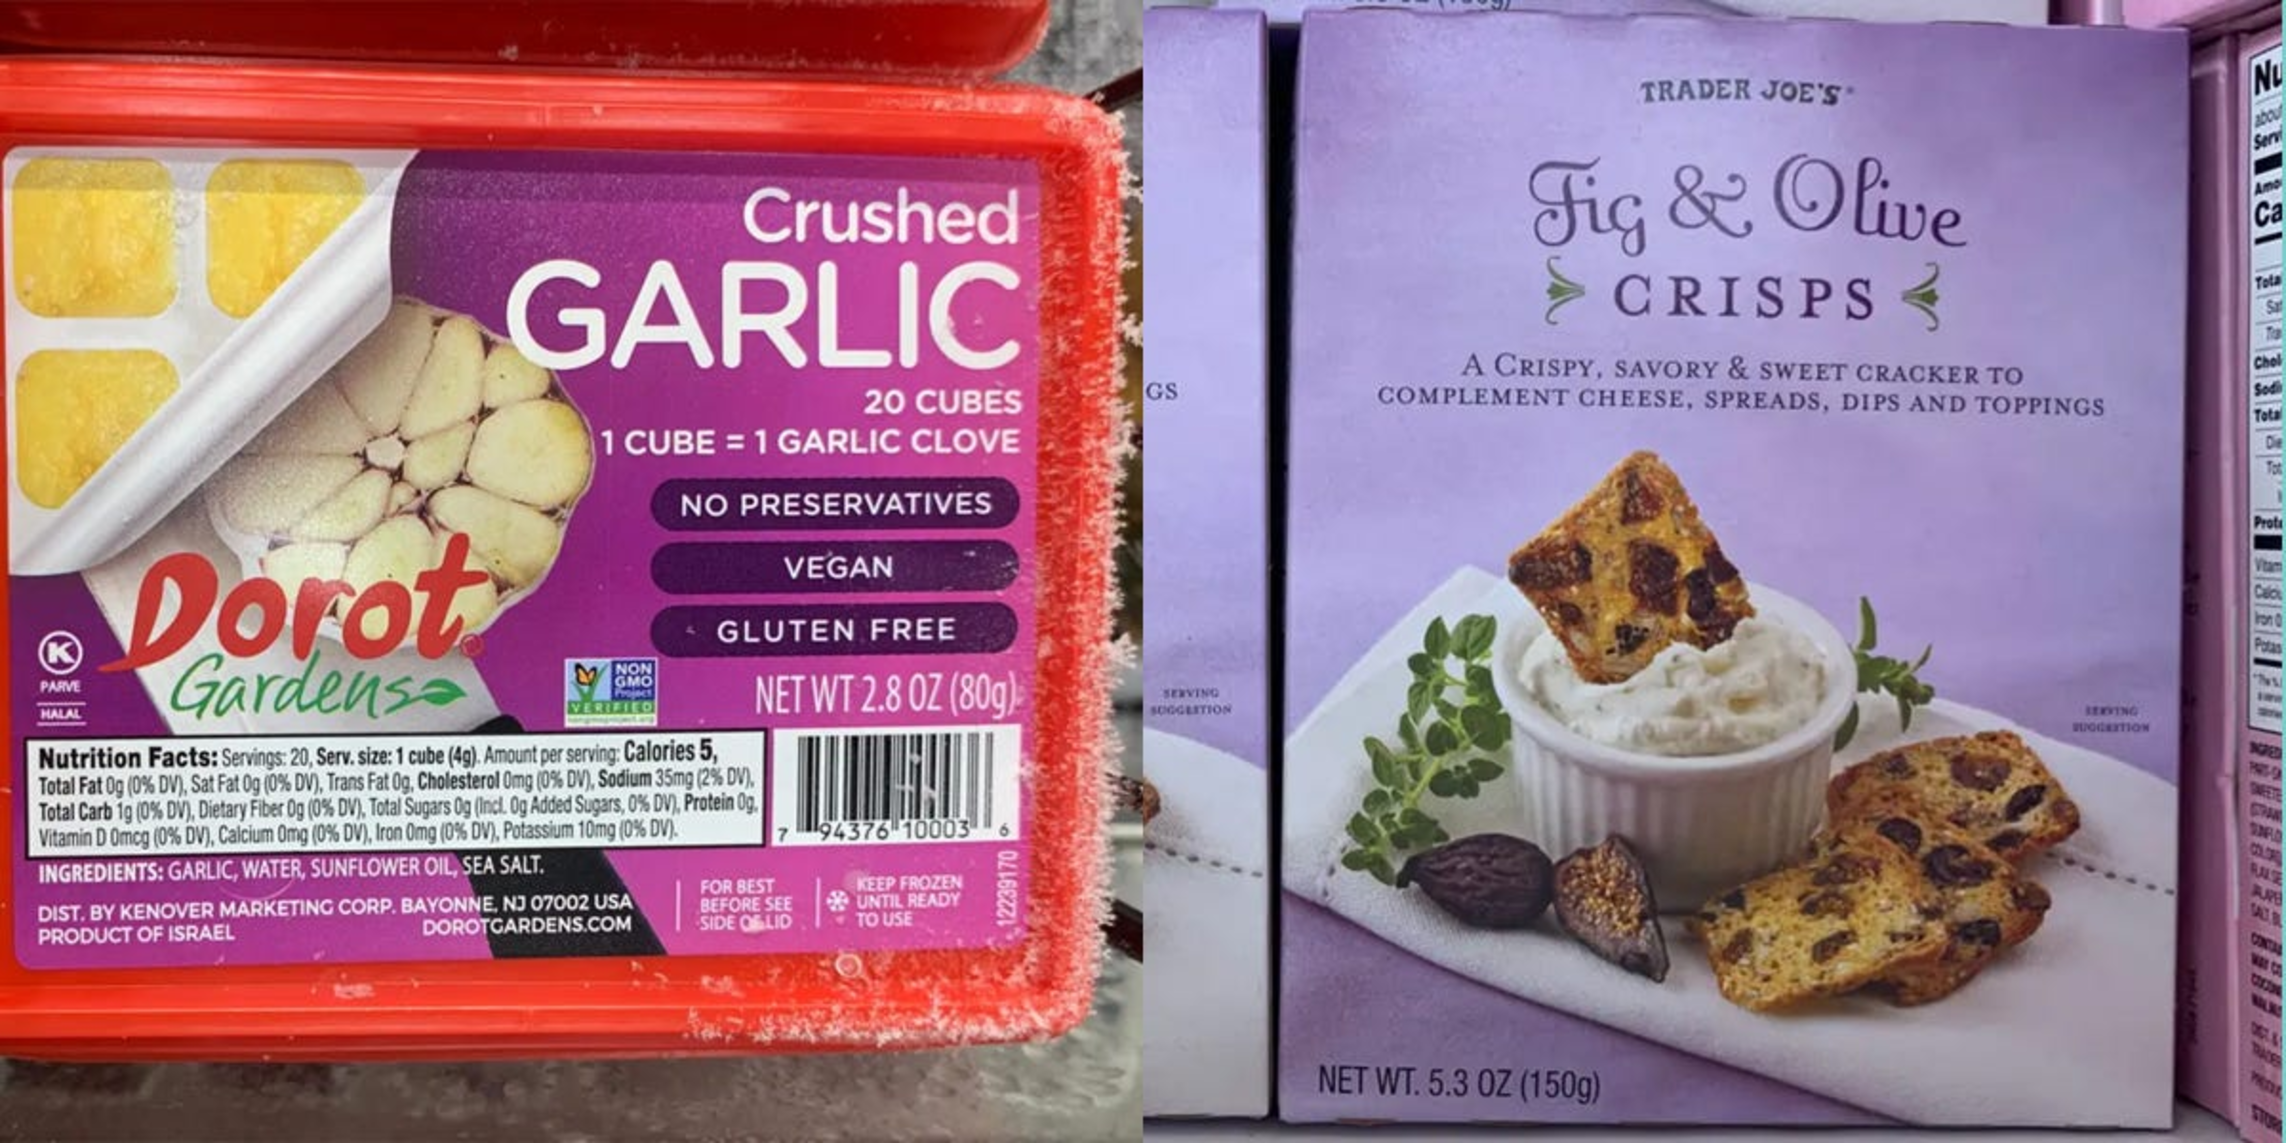 Crushed
GARLIC
20 CUBES
1 CUBE = 1 GARLIC CLOVE
NO PRESERVATIVES
VEGAN
GLUTEN FREE
Dorot
Gardens
K
PARVE
HALAL
NON
GMO
Project
VERIFIED
nongmoproject.org
NET WT 2.8 OZ (80g)
Nutrition Facts: Servings: 20, Serv. size: 1 cube (4g). Amount per serving: Calories 5,
Total Fat 0g (0% DV), Sat Fat 0g (0% DV), Trans Fat 0g, Cholesterol 0mg (0% DV), Sodium 35mg (2% DV),
Total Carb 1g (0% DV), Dietary Fiber 0g (0% DV), Total Sugars 0g (Incl. 0g Added Sugars, 0% DV), Protein 0g,
Vitamin D 0mcg (0% DV), Calcium 0mg (0% DV), Iron 0mg (0% DV), Potassium 10mg (0% DV).
7 94376 10003 6
INGREDIENTS: GARLIC, WATER, SUNFLOWER OIL, SEA SALT.
DIST. BY KENOVER MARKETING CORP. BAYONNE, NJ 07002 USA
PRODUCT OF ISRAEL
DOROTGARDENS.COM
FOR BEST
BEFORE SEE
SIDE OF LID
KEEP FROZEN
UNTIL READY
TO USE
12239170
GS
SERVING
SUGGESTION
TRADER JOE'S
Fig & Olive
CRISPS
A CRISPY, SAVORY & SWEET CRACKER TO
COMPLEMENT CHEESE, SPREADS, DIPS AND TOPPINGS
SERVING
SUGGESTION
NET WT. 5.3 OZ (150g)